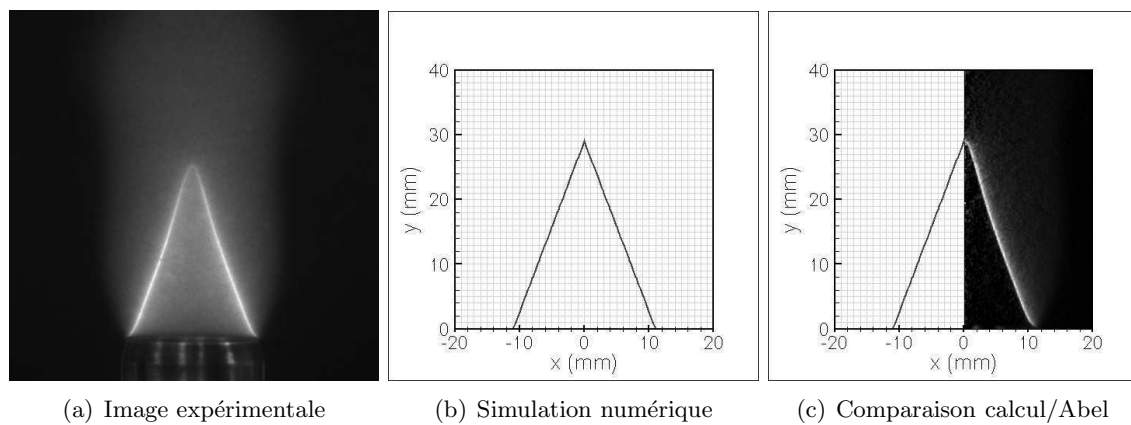 40
30
20
10
0
y (mm)
-20 -10 0 10 20
x (mm)
40
30
20
10
0
y (mm)
-20 -10 0 10 20
x (mm)
(a) Image expérimentale
(b) Simulation numérique
(c) Comparaison calcul/Abel